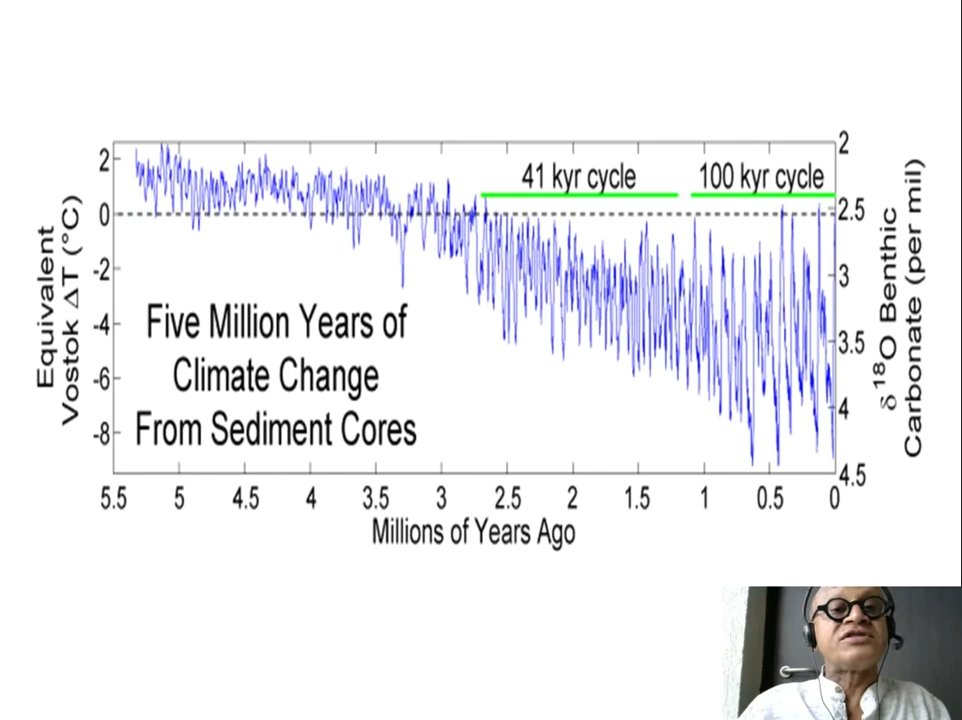 41 kyr cycle
100 kyr cycle
Equivalent
Vostok ΔT (°C)
2
0
-2
-4
-6
-8
Five Million Years of
Climate Change
From Sediment Cores
2
2.5
3
3.5
4
4.5
δ 18O Benthic
Carbonate (per mil)
5.5 5 4.5 4 3.5 3 2.5 2 1.5 1 0.5 0
Millions of Years Ago